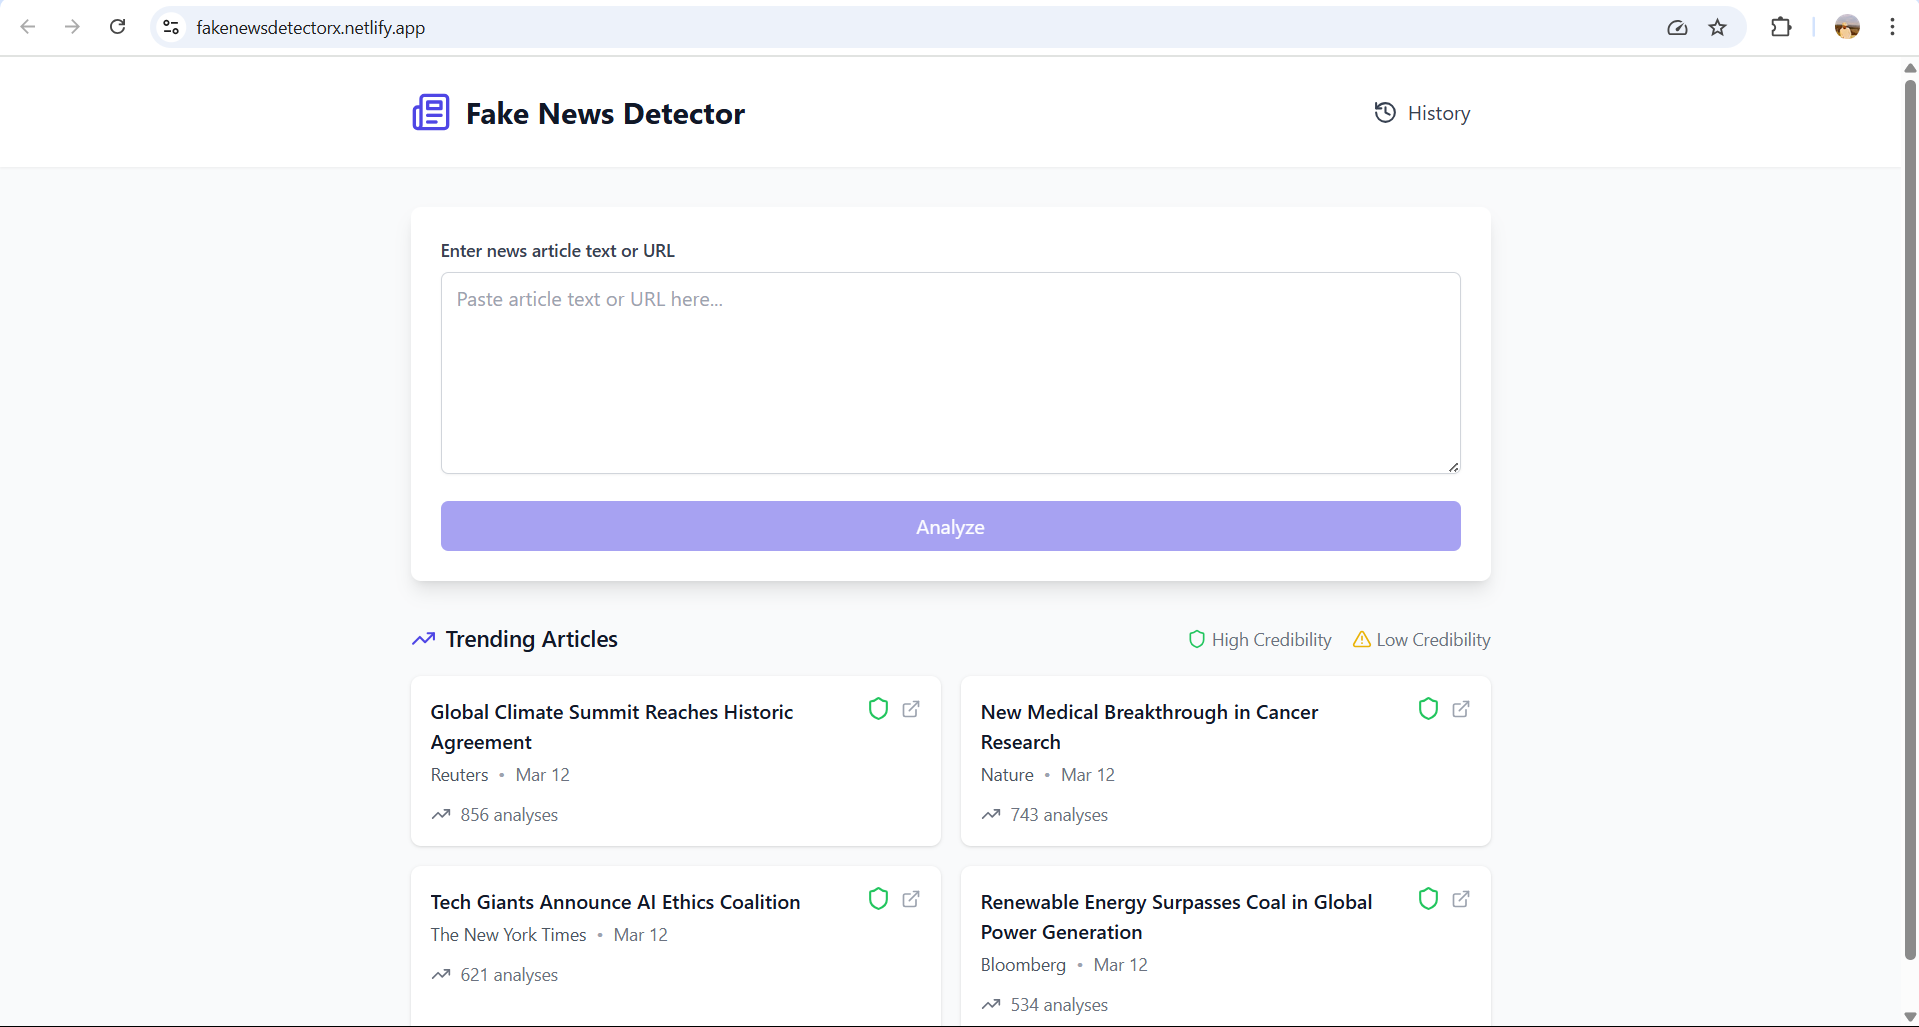 fakenewsdetectorx.netlify.app
Fake News Detector
History
Enter news article text or URL
Paste article text or URL here...
Analyze
Trending Articles
High Credibility
Low Credibility
Global Climate Summit Reaches Historic
Agreement
Reuters • Mar 12
856 analyses
New Medical Breakthrough in Cancer
Research
Nature • Mar 12
743 analyses
Tech Giants Announce AI Ethics Coalition
The New York Times • Mar 12
621 analyses
Renewable Energy Surpasses Coal in Global
Power Generation
Bloomberg • Mar 12
534 analyses